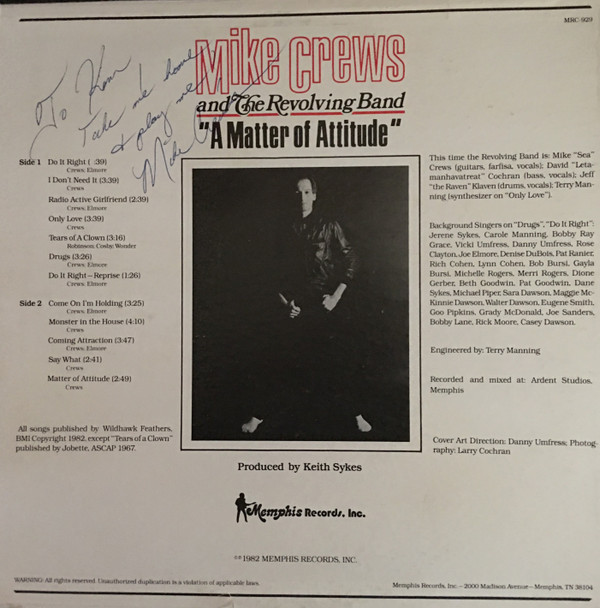 MRC-929
Mike Crews
and The Revolving Band
"A Matter of Attitude"
Take me home
& play me
Mike
Side 1 Do It Right ( :39)
Crews; Elmore
I Don't Need It (3:39)
Crews
Radio Active Girlfriend (2:39)
Crews; Elmore
Only Love (3:39)
Crews
Tears of A Clown (3:16)
Robinson; Cosby; Wonder
Drugs (3:26)
Crews; Elmore
Do It Right—Reprise (1:26)
Crews; Elmore
Side 2 Come On I'm Holding (3:25)
Crews; Elmore
Monster in the House (4:10)
Crews
Coming Attraction (3:47)
Crews; Elmore
Say What (2:41)
Crews
Matter of Attitude (2:49)
Crews
All songs published by Wildhawk Feathers,
BMI Copyright 1982, except "Tears of a Clown"
published by Jobette, ASCAP 1967.
This time the Revolving Band is: Mike "Sea"
Crews (guitars, farfisa, vocals); David "Leta-
manhavatreat" Cochran (bass, vocals); Jeff
"the Raven" Klaven (drums, vocals); Terry Man-
ning (synthesizer on "Only Love").
Background Singers on "Drugs", "Do It Right":
Jerene Sykes, Carole Manning, Bobby Ray
Grace, Vicki Umfress, Danny Umfress, Rose
Clayton, Joe Elmore, Denise DuBois, Pat Ranier,
Rich Cohen, Lynn Cohen, Bob Bursi, Gayla
Bursi, Michelle Rogers, Merri Rogers, Dione
Gerber, Beth Goodwin, Pat Goodwin, Dane
Sykes, Michael Piper, Sara Dawson, Maggie Mc-
Kinnie Dawson, Walter Dawson, Eugene Smith,
Goo Pipkins, Grady McDonald, Joe Sanders,
Bobby Lane, Rick Moore, Casey Dawson.
Engineered by: Terry Manning
Recorded and mixed at: Ardent Studios,
Memphis
Cover Art Direction: Danny Umfress; Photog-
raphy: Larry Cochran
Produced by Keith Sykes
Memphis Records, Inc.
©℗1982 MEMPHIS RECORDS, INC.
WARNING: All rights reserved. Unauthorized duplication is a violation of applicable laws.
Memphis Records, Inc.—2000 Madison Avenue—Memphis, TN 38104